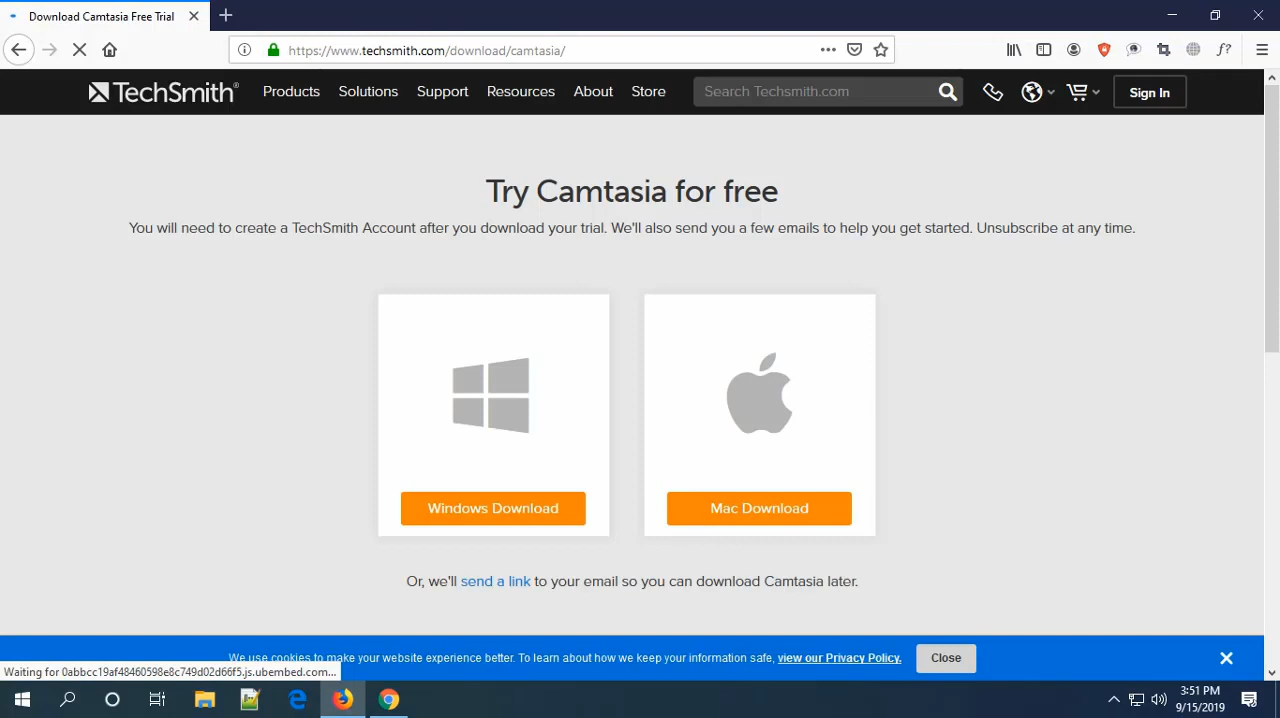 Download Camtasia Free Trial
https://www.techsmith.com/download/camtasia/
TechSmith® Products Solutions Support Resources About Store Search Techsmith.com Sign In
Try Camtasia for free
You will need to create a TechSmith Account after you download your trial. We'll also send you a few emails to help you get started. Unsubscribe at any time.
Windows Download Mac Download
Or, we'll send a link to your email so you can download Camtasia later.
We use cookies to make your website experience better. To learn about how we keep your information safe, view our Privacy Policy. Close
Waiting for 0abbcc19af48460598e8c749d02d66f5.js.ubembed.com...
3:51 PM
9/15/2019